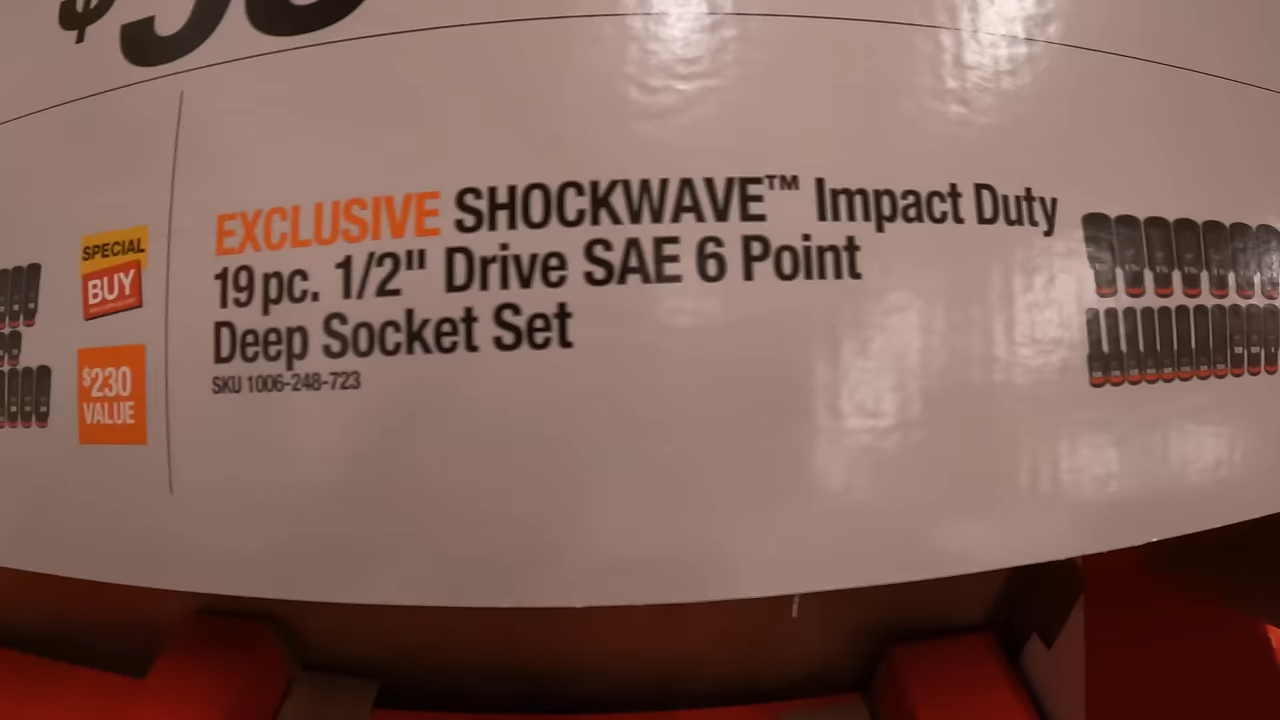 SPECIAL
BUY
$230
VALUE
EXCLUSIVE SHOCKWAVE™ Impact Duty
19 pc. 1/2" Drive SAE 6 Point
Deep Socket Set
SKU 1006-248-723